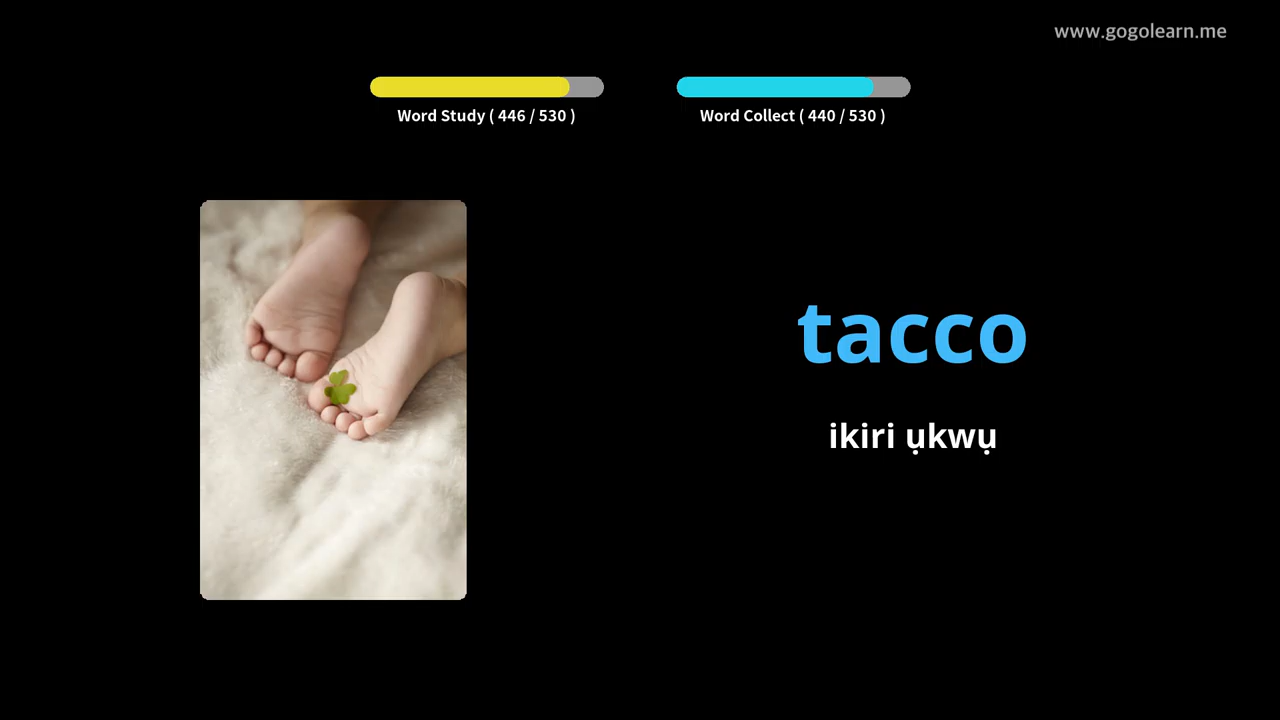 www.gogolearn.me
Word Study ( 446 / 530 )
Word Collect ( 440 / 530 )
tacco
ikiri ụkwụ